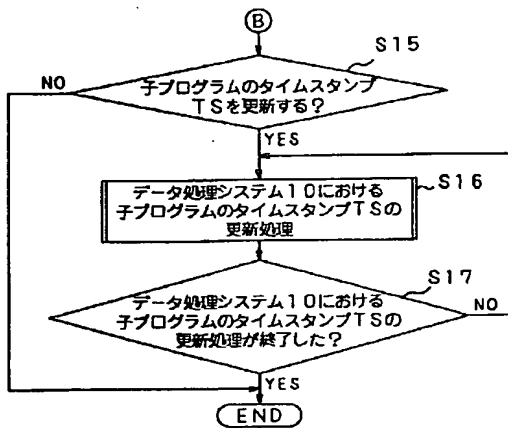 B
S15
NO
子プログラムのタイムスタンプ
TSを更新する?
YES
データ処理システム10における
子プログラムのタイムスタンプTSの
更新処理
S16
S17
データ処理システム10における
子プログラムのタイムスタンプTSの
更新処理が終了した?
NO
YES
END